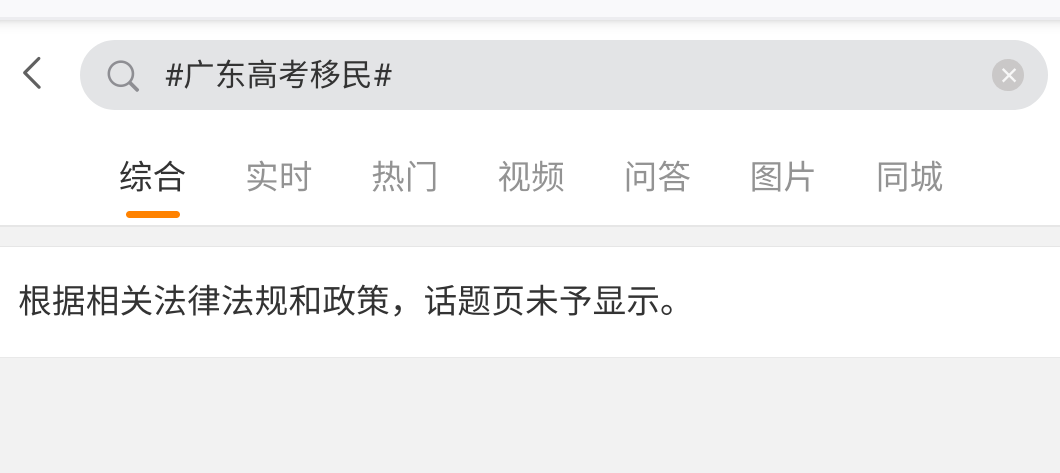 #广东高考移民#
综合 实时 热门 视频 问答 图片 同城
根据相关法律法规和政策，话题页未予显示。